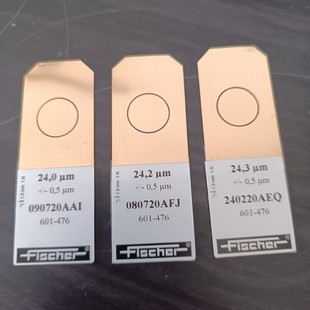 24,0 µm
+/- 0,5 µm
090720AAI
601-476
Fischer
24,2 µm
+/- 0,5 µm
080720AFJ
601-476
Fischer
24,3 µm
+/- 0,5 µm
240220AEQ
601-476
Fischer